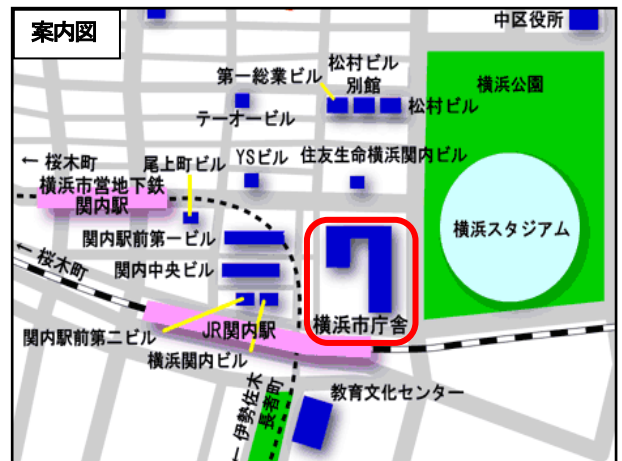 案内図
中区役所
松村ビル
別館
第一総業ビル
松村ビル
横浜公園
テーオービル
← 桜木町
尾上町ビル
YSビル
住友生命横浜関内ビル
横浜市営地下鉄
関内駅
横浜スタジアム
関内駅前第一ビル
← 桜木町
関内中央ビル
関内駅前第二ビル
JR関内駅
横浜市庁舎
横浜関内ビル
教育文化センター
← 伊勢佐木
長者町